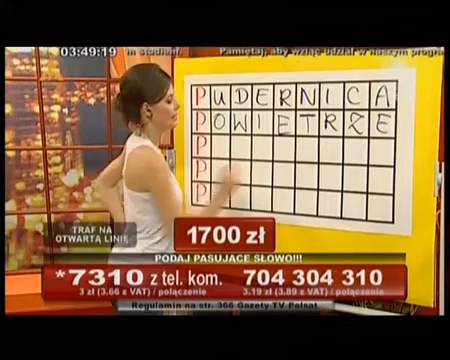 03:49:19
m studiem. Pamiętaj, aby wziąć udział w naszym progra
PUDERNICA
POWIETRZE
P
P
P
TRAF NA
OTWARTĄ LINIĘ
1700 zł
PODAJ PASUJĄCE SŁOWO!!!
*7310 z tel. kom. 704 304 310
3 zł (3.66 z VAT) / połączenie 3.19 zł (3.89 z VAT) / połączenie
Regulamin na str. 366 Gazety TV Polsat